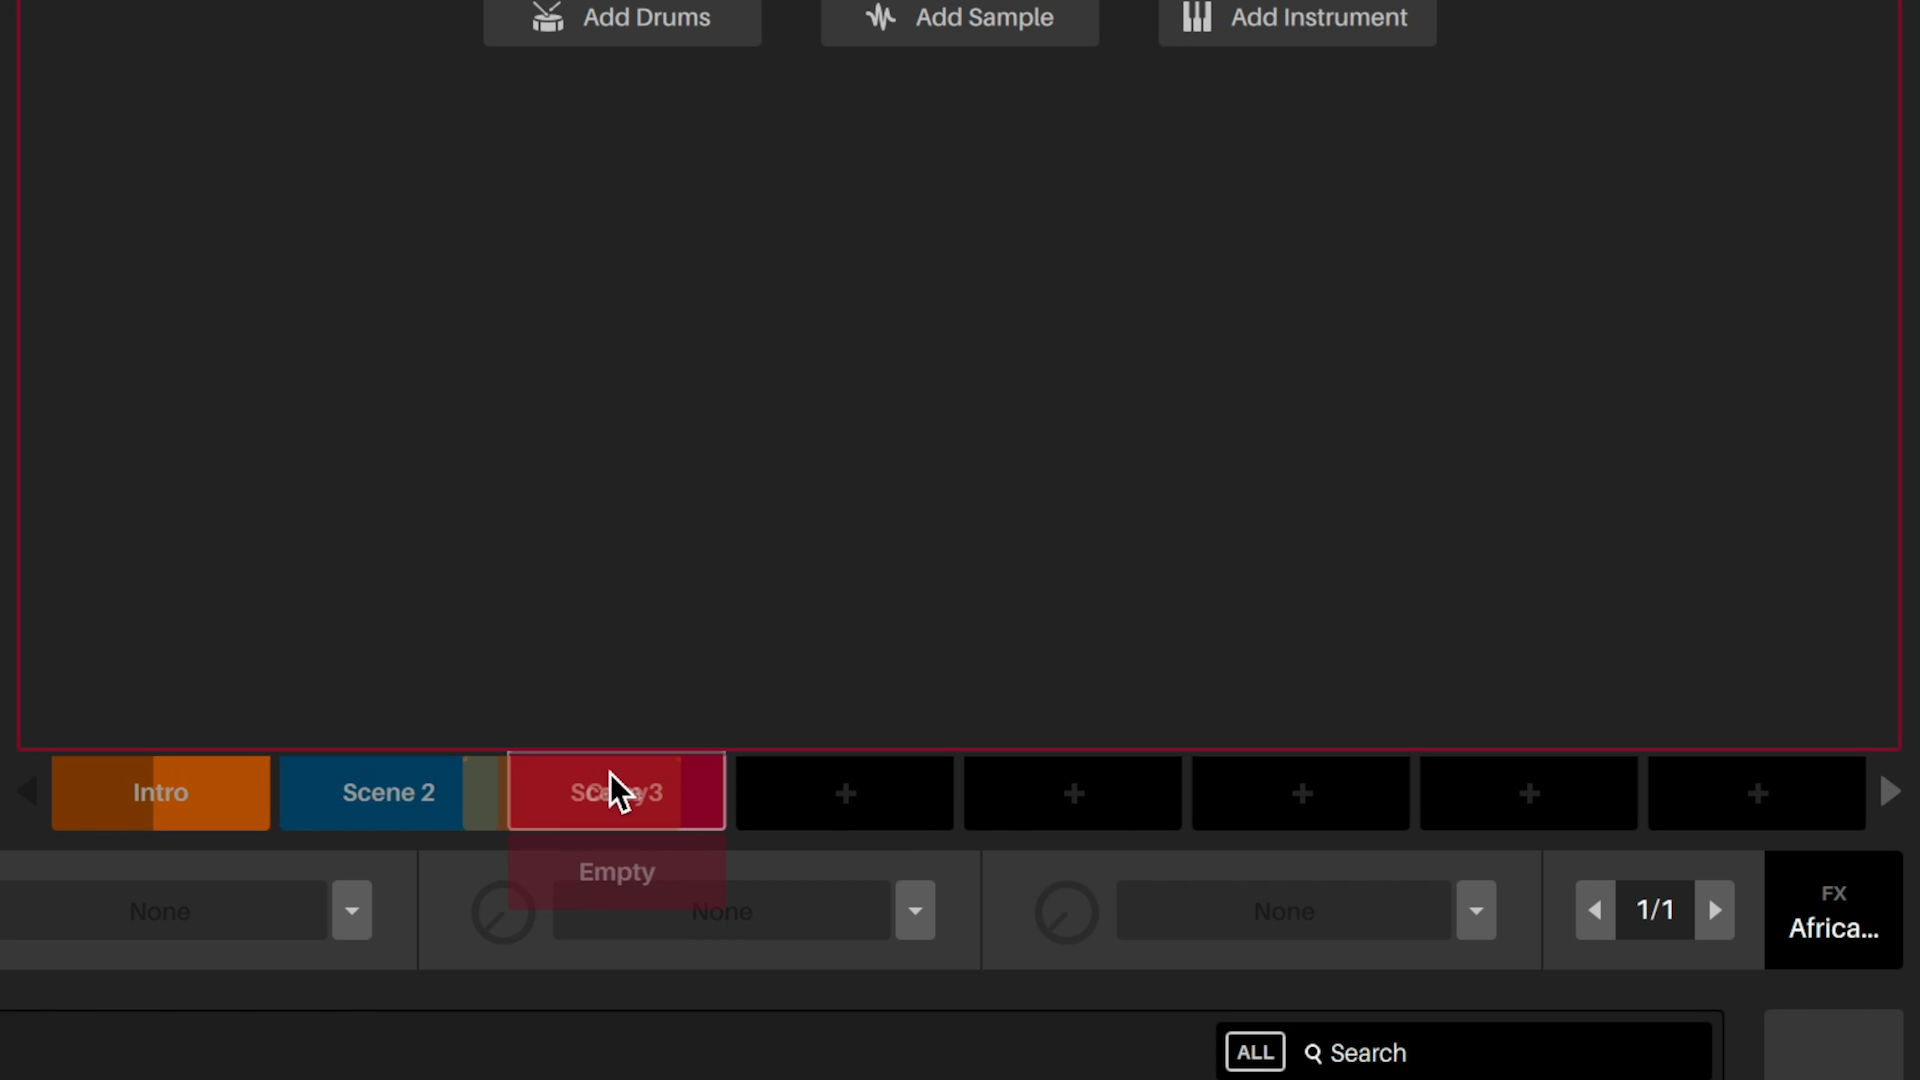 Add Drums
Add Sample
Add Instrument
Intro
Scene 2
Empty
None
None
None
1/1
FX
Africa...
ALL
Search